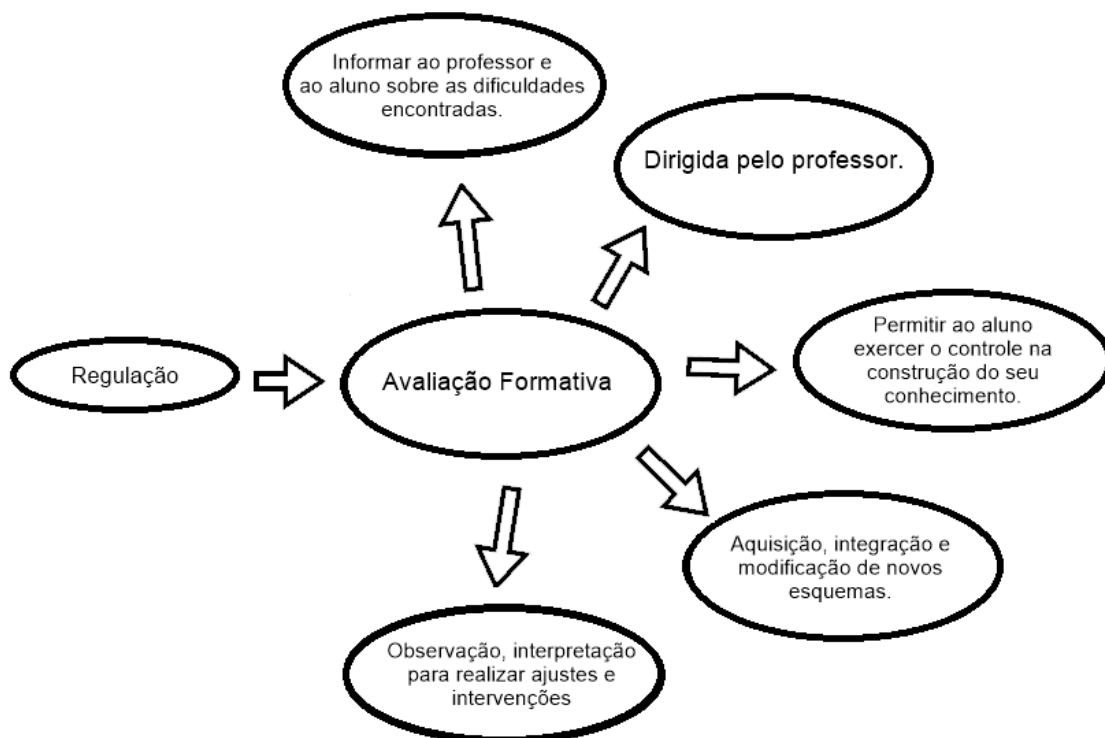 Informar ao professor e
ao aluno sobre as dificuldades
encontradas.
Dirigida pelo professor.
Regulação
Avaliação Formativa
Permitir ao aluno
exercer o controle na
construção do seu
conhecimento.
Aquisição, integração e
modificação de novos
esquemas.
Observação, interpretação
para realizar ajustes e
intervenções